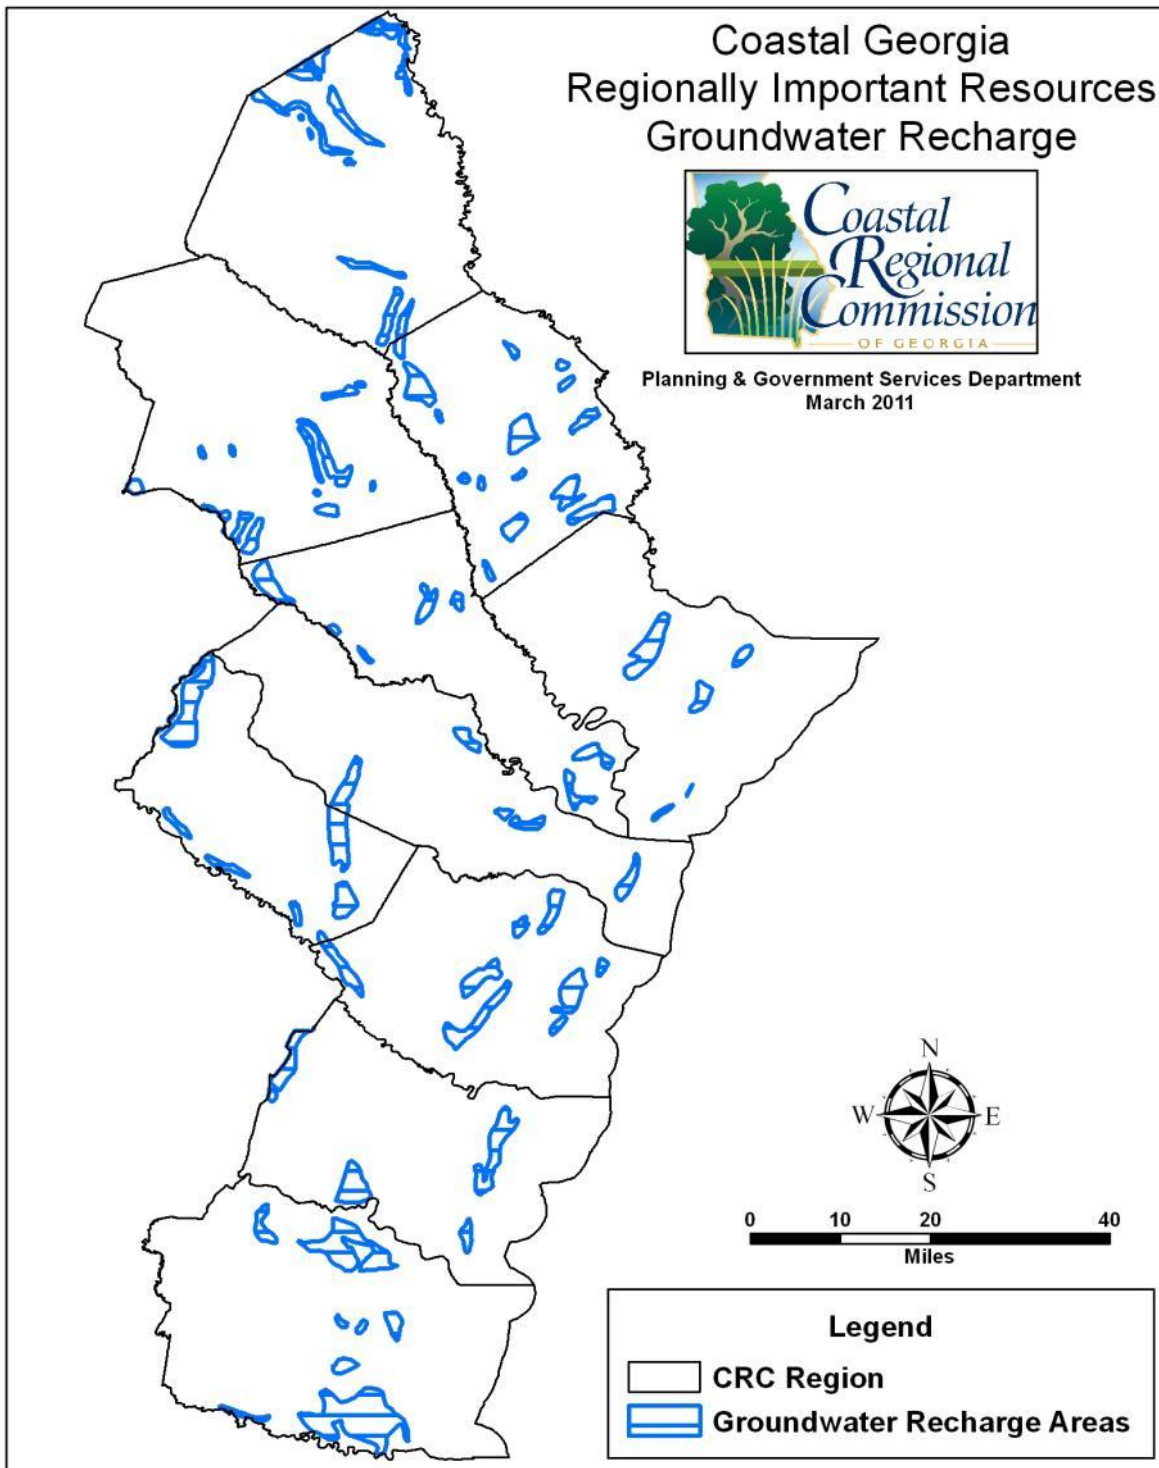 Coastal Georgia
Regionally Important Resources
Groundwater Recharge
Coastal
Regional
Commission
OF GEORGIA
Planning & Government Services Department
March 2011
N
W E
S
0 10 20 40
Miles
Legend
CRC Region
Groundwater Recharge Areas